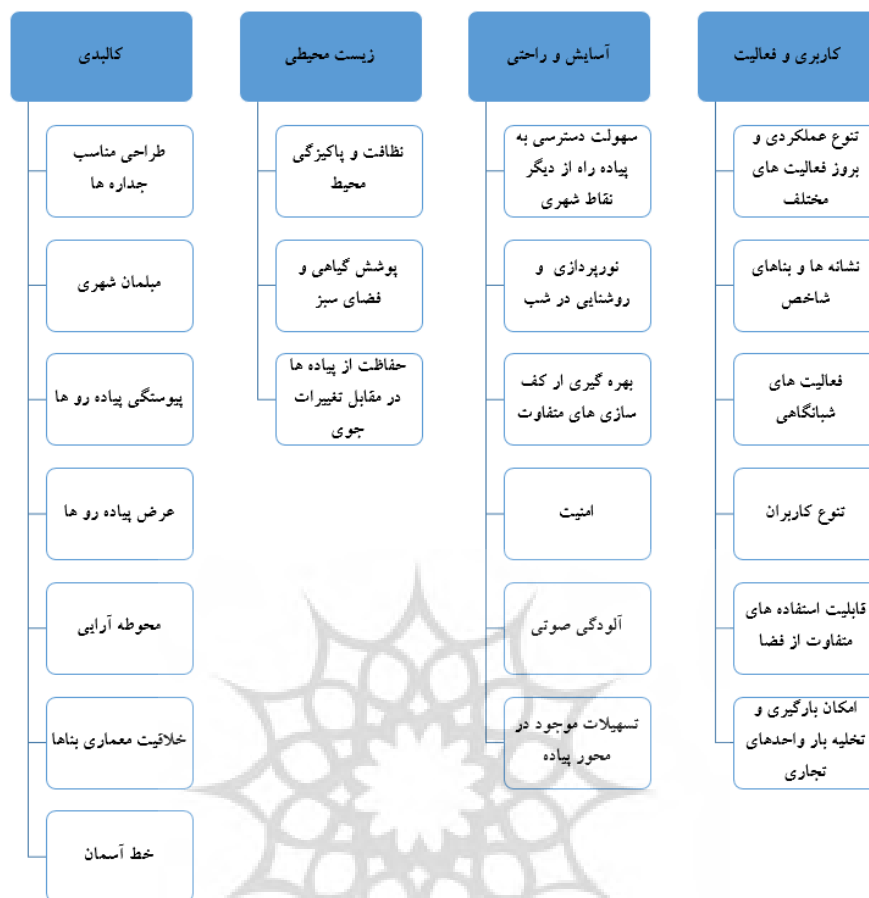 کاربری و فعالیت
تنوع عملکردی و
بروز فعالیت های
مختلف
نشانه ها و بناهای
شاخص
فعالیت های
شبانگاهی
تنوع کاربران
قابلیت استفاده های
متفاوت از فضا
امکان بارگیری و
تخلیه بار واحدهای
تجاری
آسایش و راحتی
سهولت دسترسی به
پیاده راه از دیگر
نقاط شهری
نورپردازی و
روشنایی در شب
بهره گیری ار کف
سازی های متفاوت
امنیت
آلودگی صوتی
تسهیلات موجود در
محور پیاده
زیست محیطی
نظافت و پاکیزگی
محیط
پوشش گیاهی و
فضای سبز
حفاظت از پیاده ها
در مقابل تغییرات
جوی
کالبدی
طراحی مناسب
جداره ها
مبلمان شهری
پیوستگی پیاده رو ها
عرض پیاده رو ها
محوطه آرایی
خلاقیت معماری بناها
خط آسمان